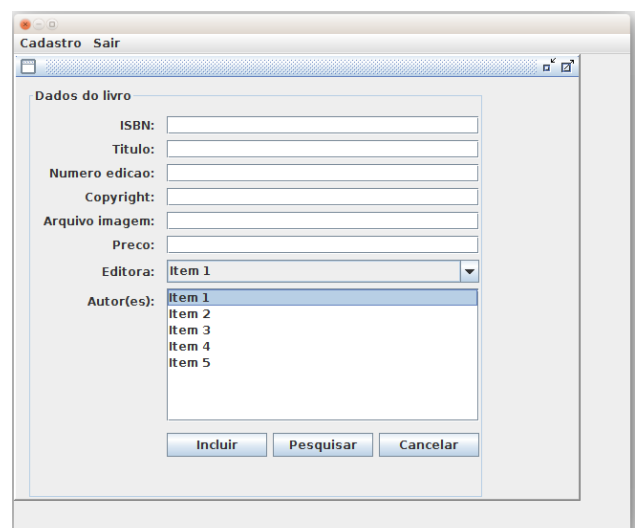 Cadastro Sair
Dados do livro
ISBN:
Titulo:
Numero edicao:
Copyright:
Arquivo imagem:
Preco:
Editora: Item 1
Autor(es): Item 1
Item 2
Item 3
Item 4
Item 5
Incluir Pesquisar Cancelar